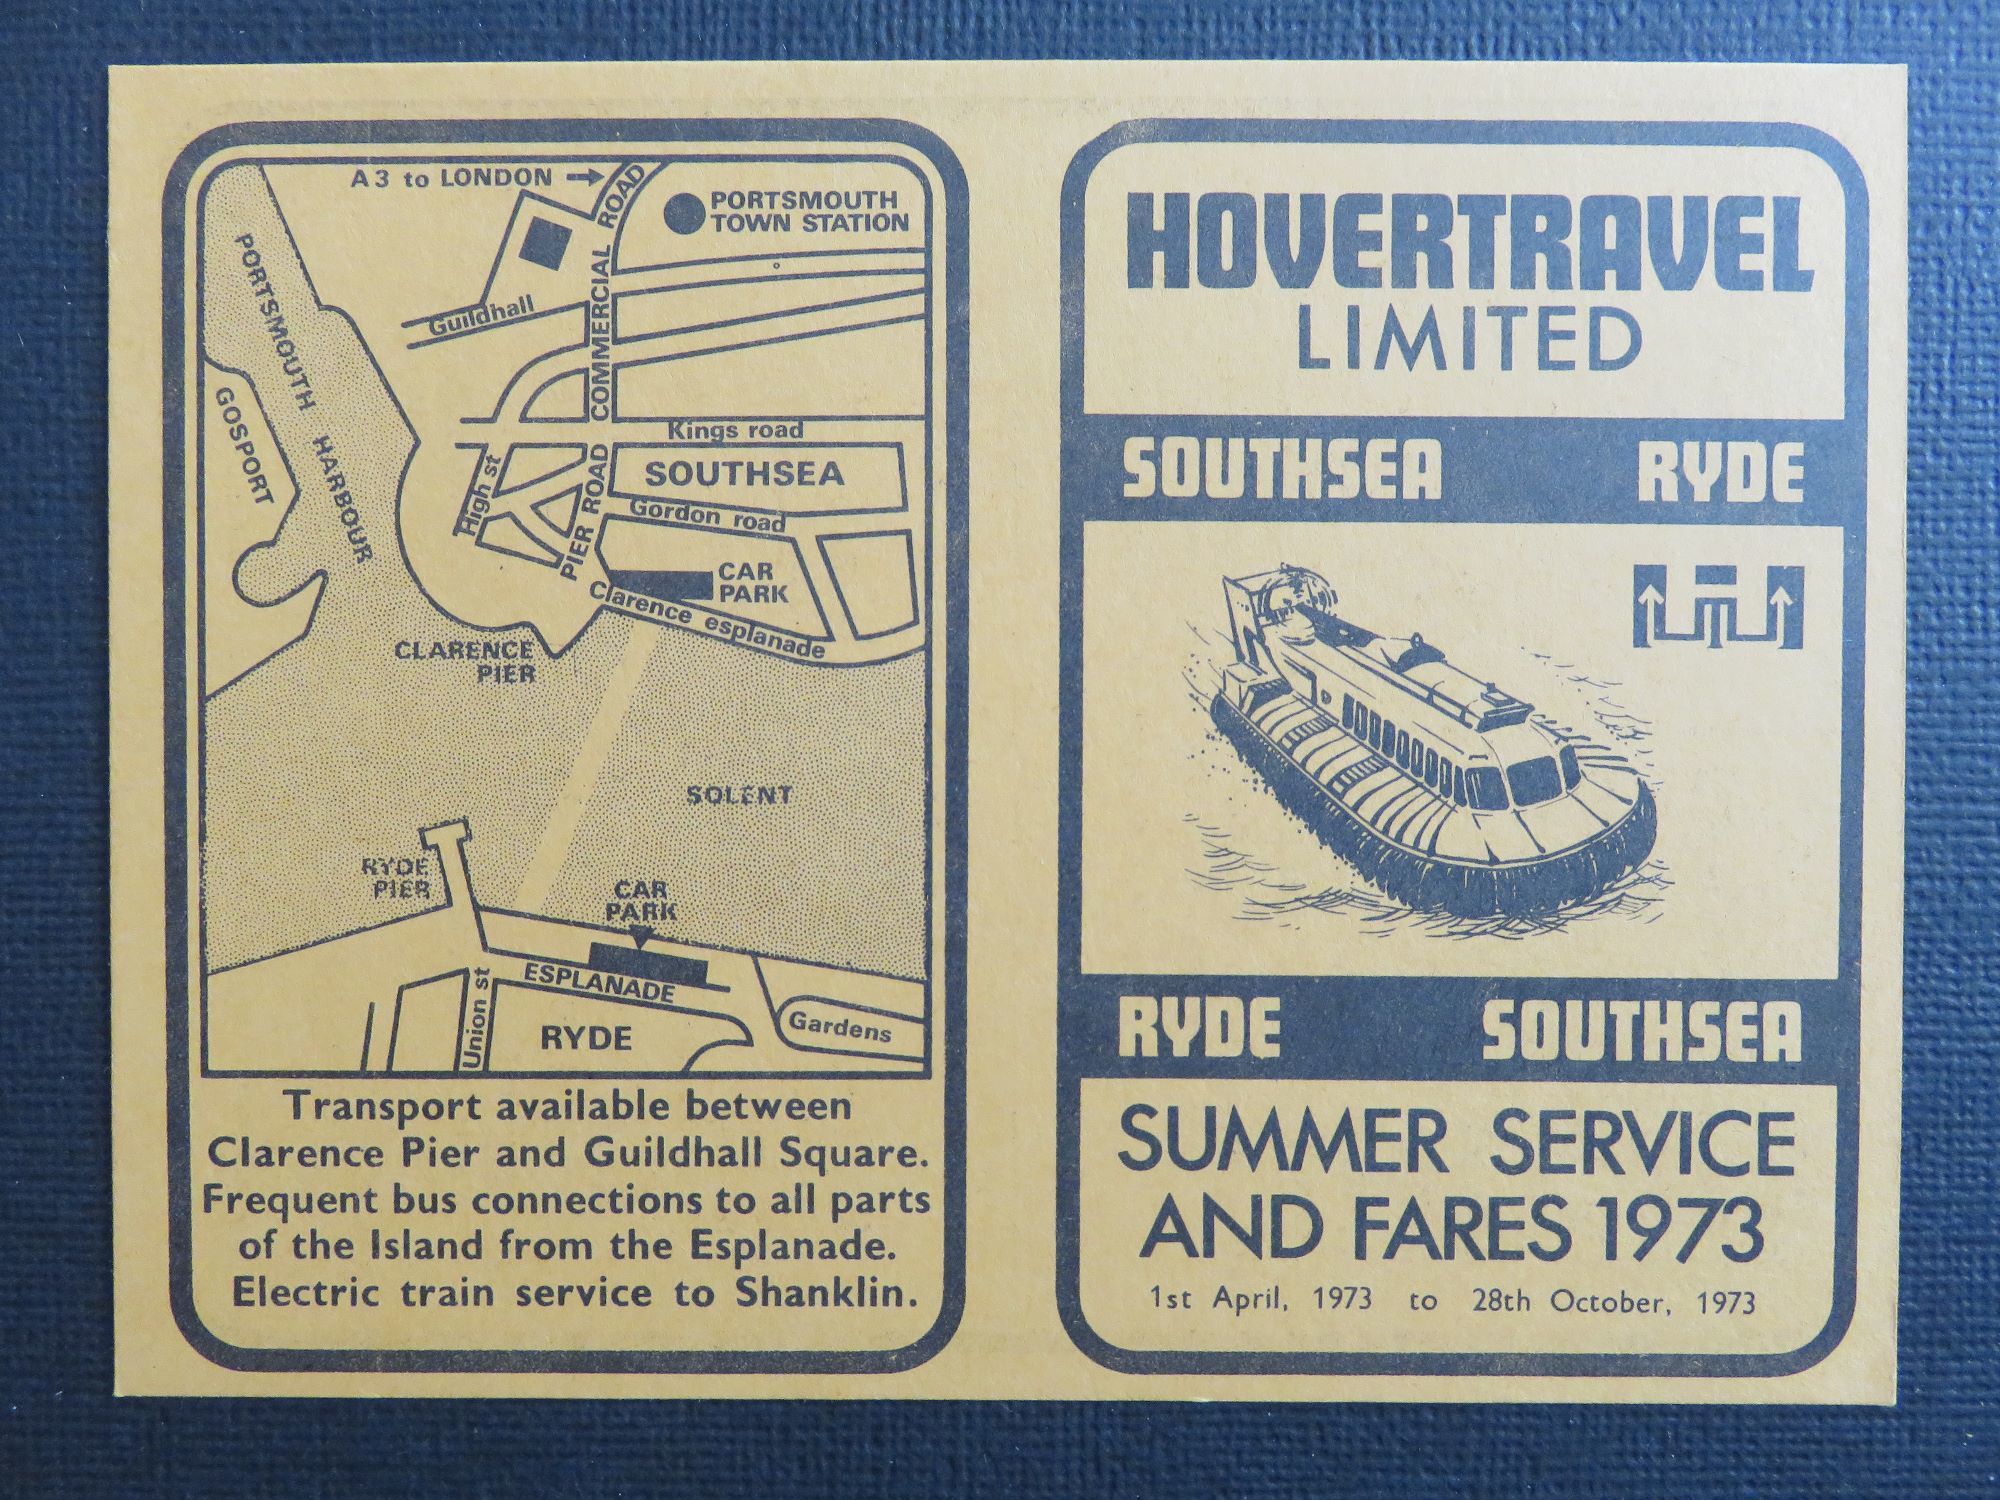 A3 to LONDON
COMMERCIAL ROAD
PORTSMOUTH
TOWN STATION
PORTSMOUTH HARBOUR
Guildhall
GOSPORT
Kings road
High st
SOUTHSEA
PIER ROAD
Gordon road
CAR
PARK
Clarence esplanade
CLARENCE
PIER
SOLENT
RYDE
PIER
CAR
PARK
ESPLANADE
Union st
RYDE
Gardens
Transport available between
Clarence Pier and Guildhall Square.
Frequent bus connections to all parts
of the Island from the Esplanade.
Electric train service to Shanklin.
HOVERTRAVEL
LIMITED
SOUTHSEA RYDE
RYDE SOUTHSEA
SUMMER SERVICE
AND FARES 1973
1st April, 1973 to 28th October, 1973